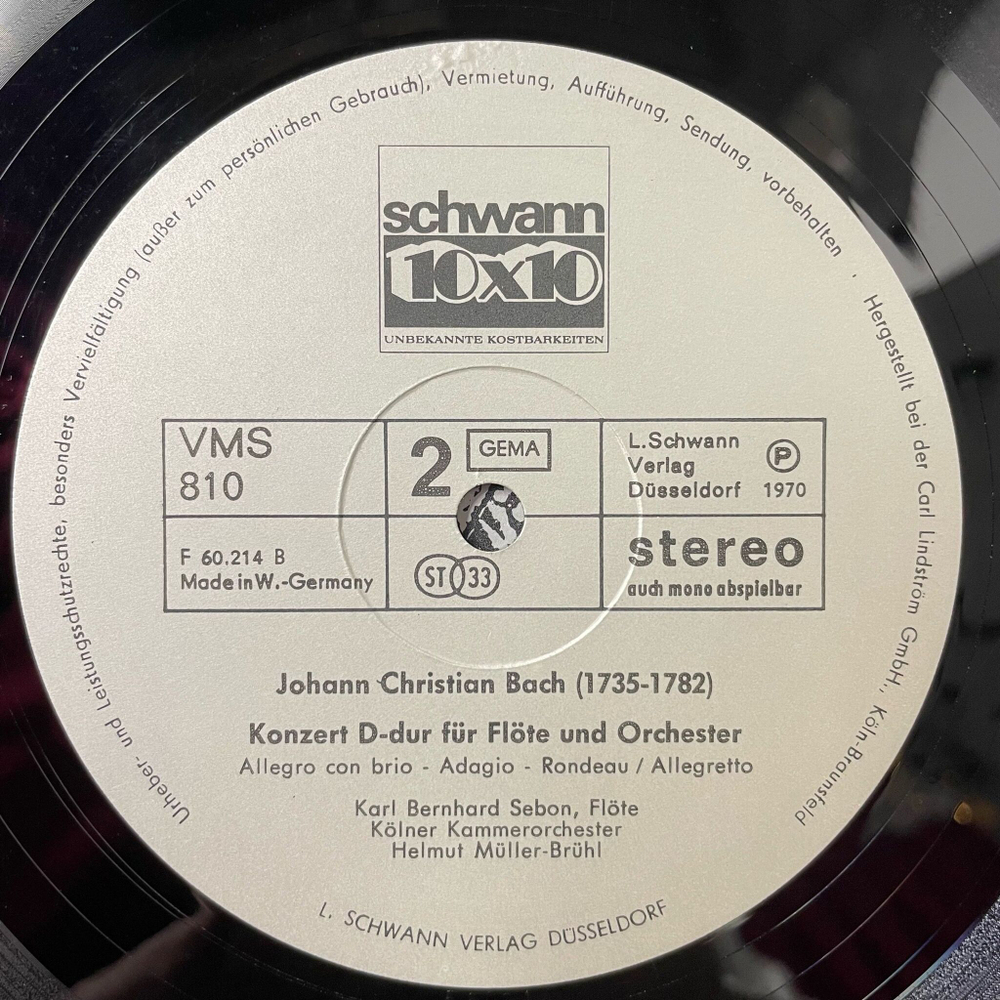 Urheber- und Leistungsschutzrechte, besonders Vervielfältigung (außer zum persönlichen Gebrauch), Vermietung, Aufführung, Sendung, vorbehalten . Hergestellt bei der Carl Lindström GmbH., Köln-Braunsfeld
schwann
10x10
UNBEKANNTE KOSTBARKEITEN
VMS
810
2
GEMA
L.Schwann
Verlag
Düsseldorf
P
1970
F 60.214 B
Made in W.-Germany
ST 33
stereo
auch mono abspielbar
Johann Christian Bach (1735-1782)
Konzert D-dur für Flöte und Orchester
Allegro con brio - Adagio - Rondeau / Allegretto
Karl Bernhard Sebon, Flöte
Kölner Kammerorchester
Helmut Müller-Brühl
L. SCHWANN VERLAG DÜSSELDORF